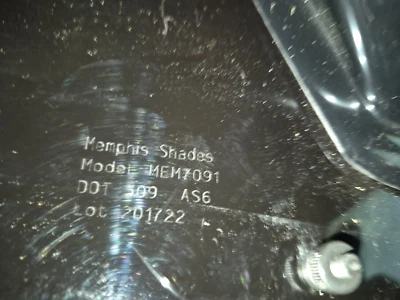 Memphis Shades
Model MEM7091
DOT 309 AS6
Lot 201722